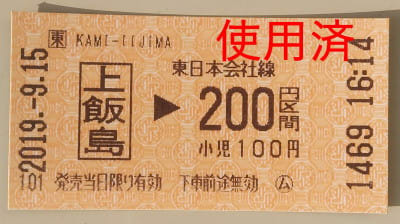 東 KAMI-IIJIMA
使用済
2019.-9.15
上飯島
▶
東日本会社線
200円区間
小児100円
1469 16:14
101 発売当日限り有効 下車前途無効 ム